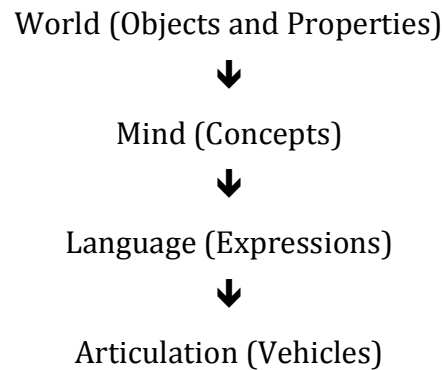 World (Objects and Properties)
Mind (Concepts)
Language (Expressions)
Articulation (Vehicles)